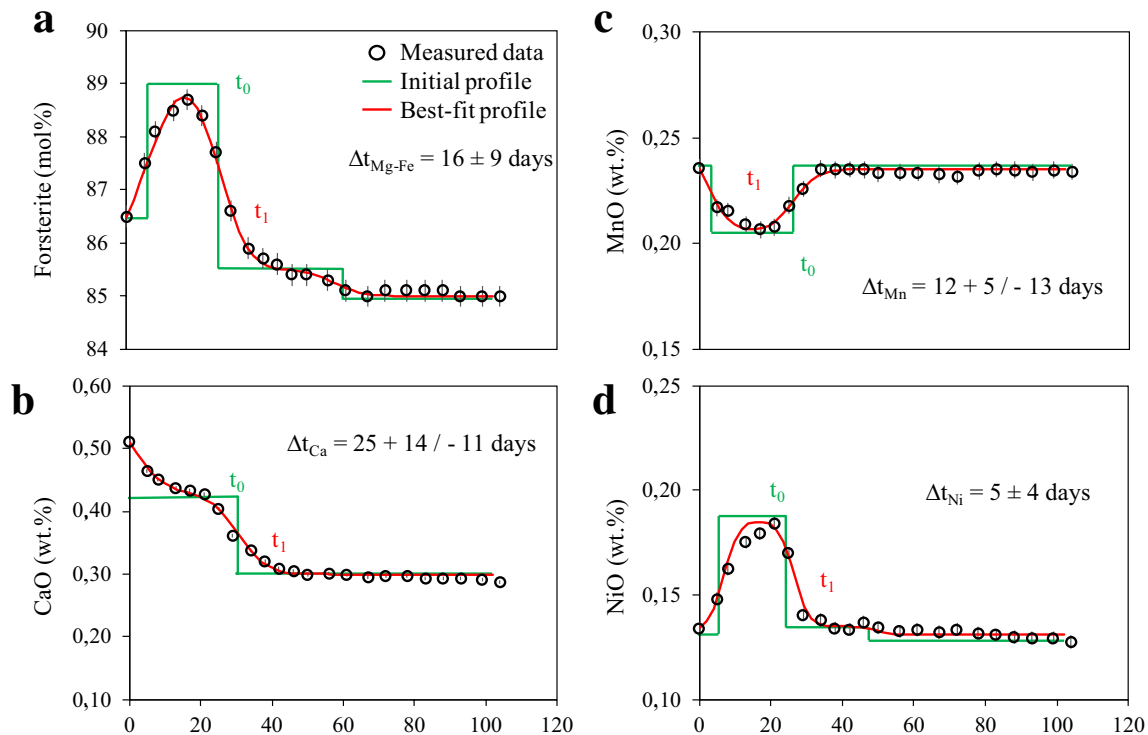 a
90
89
88
87
86
85
84
Forsterite (mol%)
t0
Measured data
Initial profile
Best-fit profile
ΔtMg-Fe = 16 ± 9 days
t1
c
0,30
0,25
0,20
0,15
MnO (wt.%)
t1
t0
ΔtMn = 12 + 5 / - 13 days
b
0,60
0,50
0,40
0,30
0,20
0,10
CaO (wt.%)
ΔtCa = 25 + 14 / - 11 days
t0
t1
0 20 40 60 80 100 120
d
0,25
0,20
0,15
0,10
NiO (wt.%)
t0
ΔtNi = 5 ± 4 days
t1
0 20 40 60 80 100 120